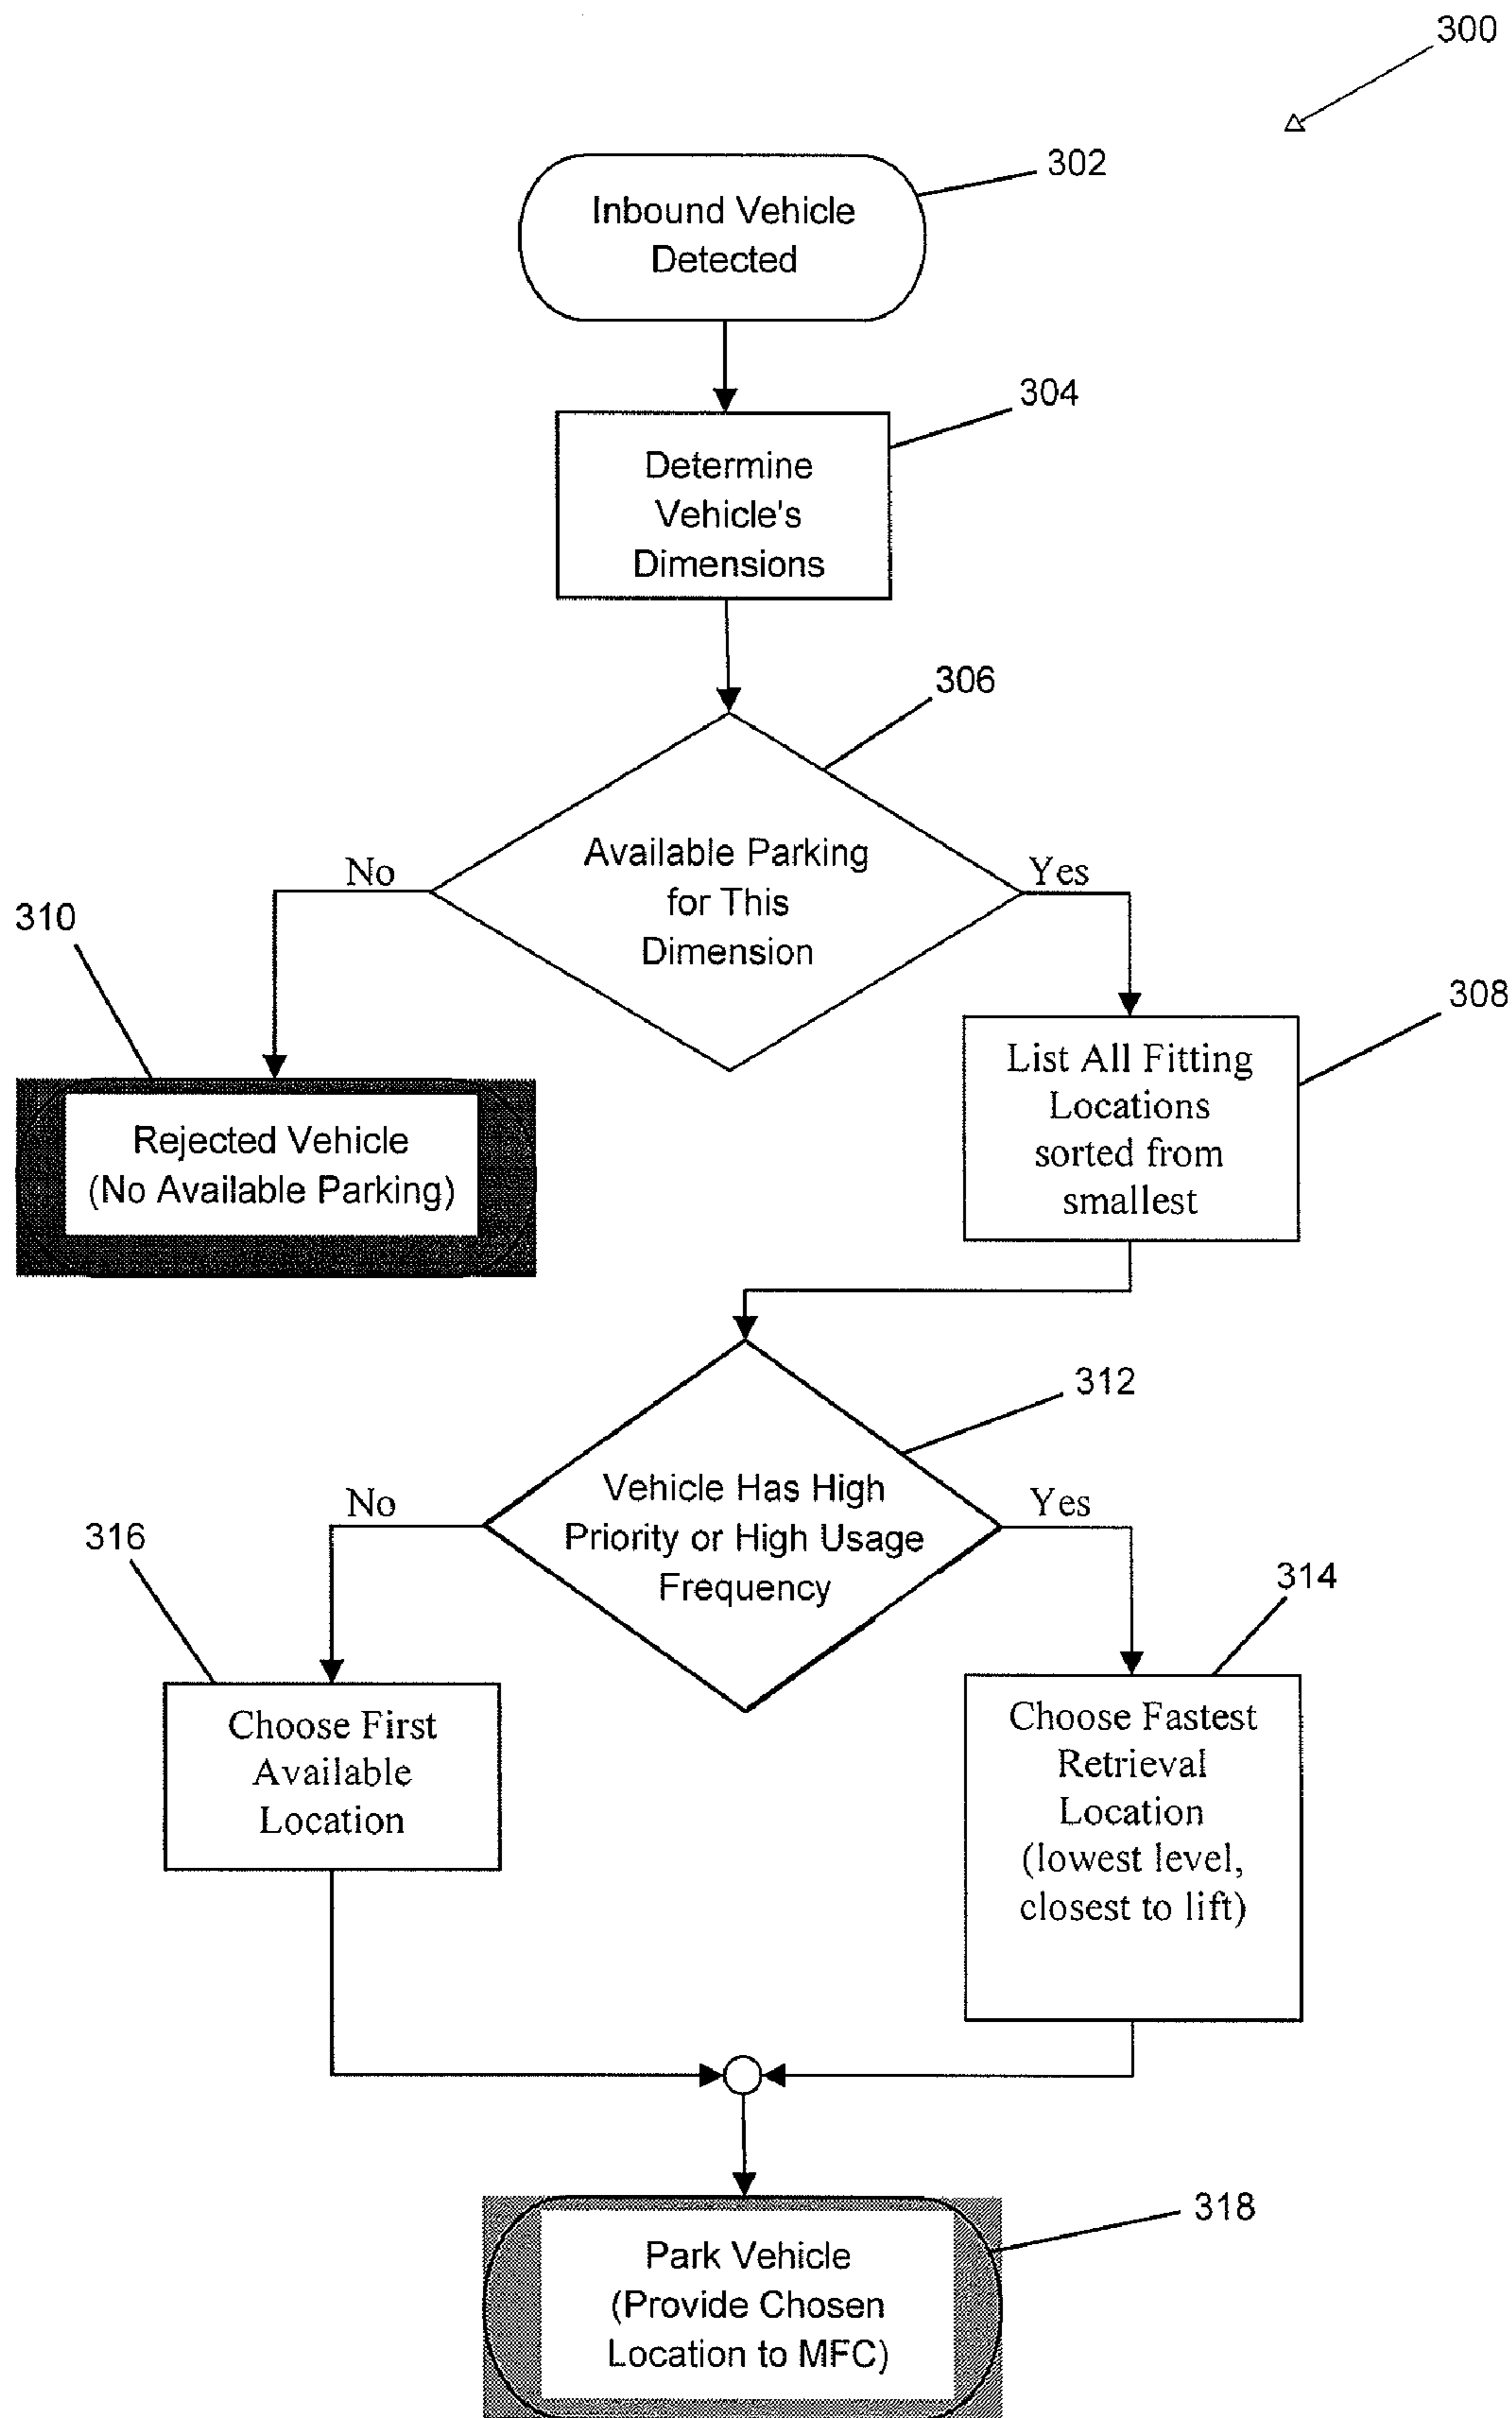 300
302
Inbound Vehicle
Detected
304
Determine
Vehicle's
Dimensions
306
Available Parking
for This
Dimension
No
Yes
310
308
Rejected Vehicle
(No Available Parking)
List All Fitting
Locations
sorted from
smallest
312
Vehicle Has High
Priority or High Usage
Frequency
No
Yes
316
314
Choose First
Available
Location
Choose Fastest
Retrieval
Location
(lowest level,
closest to lift)
318
Park Vehicle
(Provide Chosen
Location to MFC)